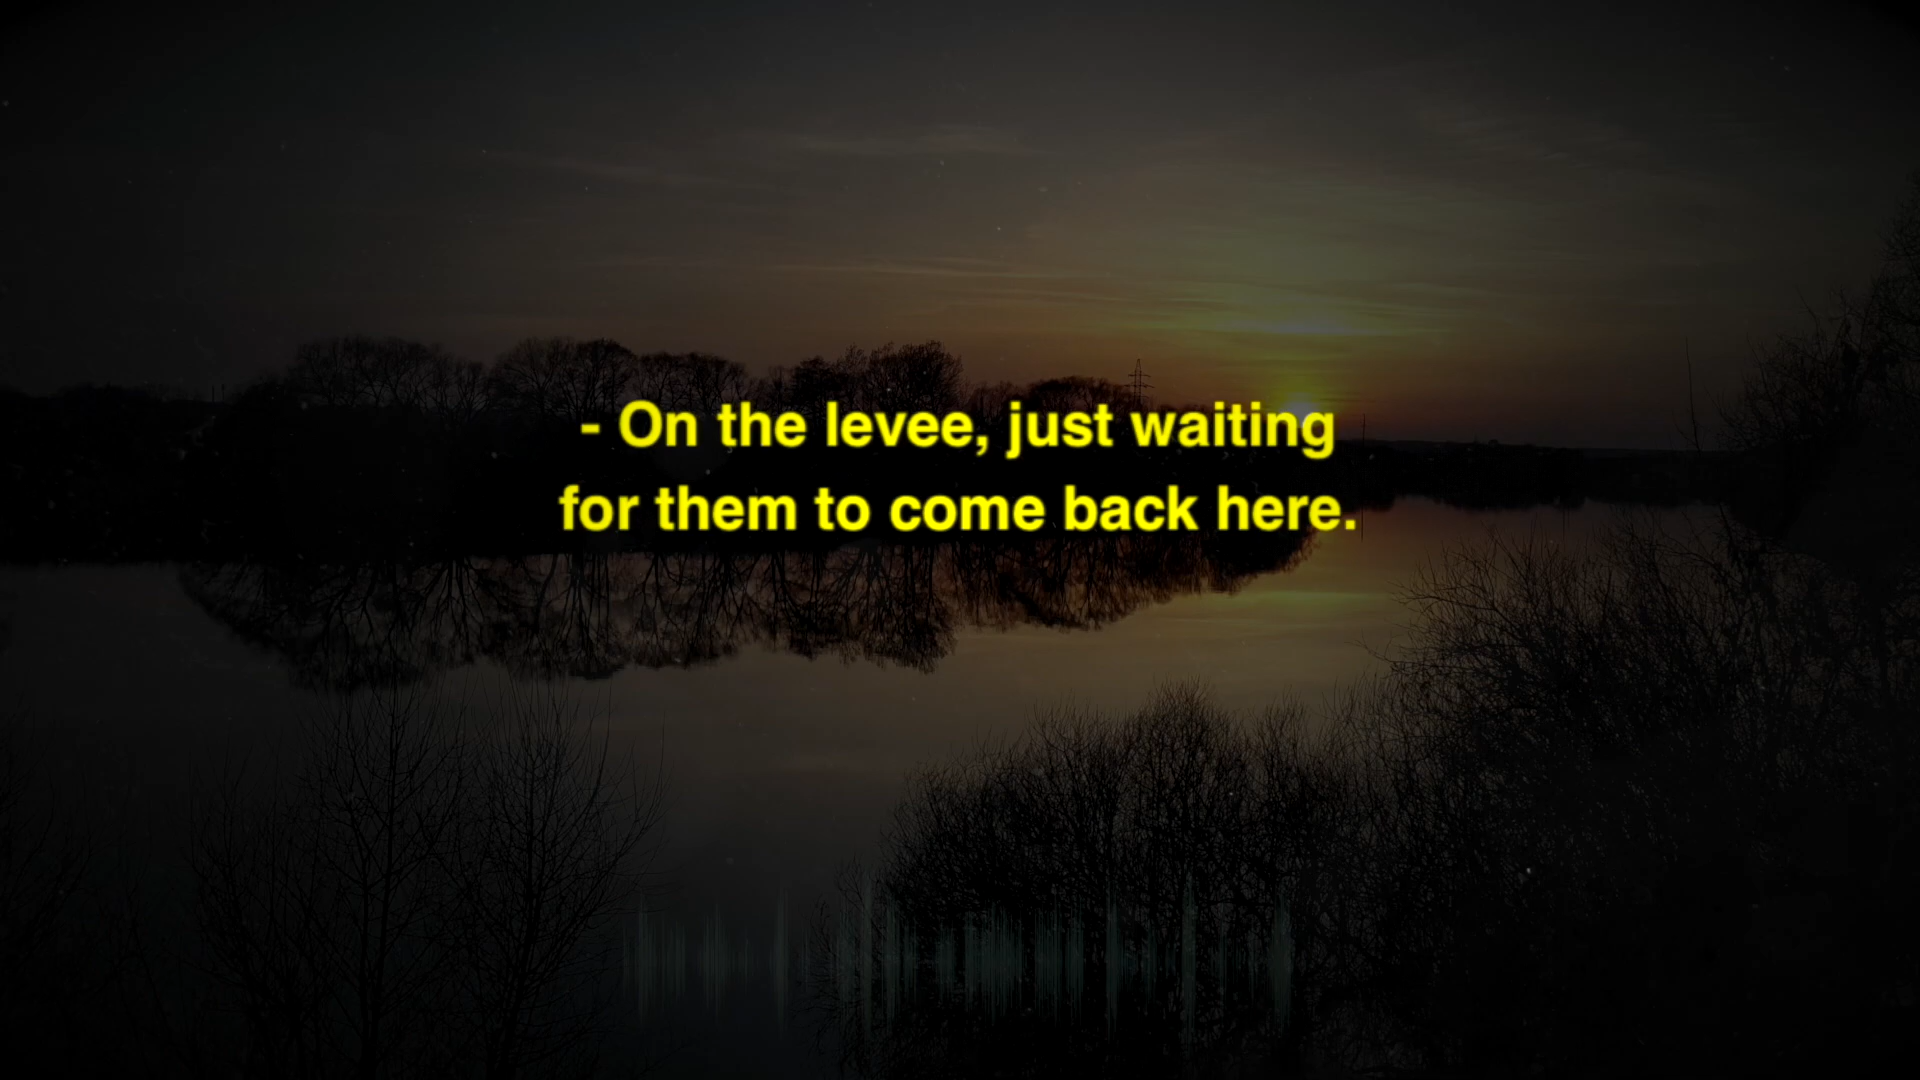 - On the levee, just waiting
for them to come back here.